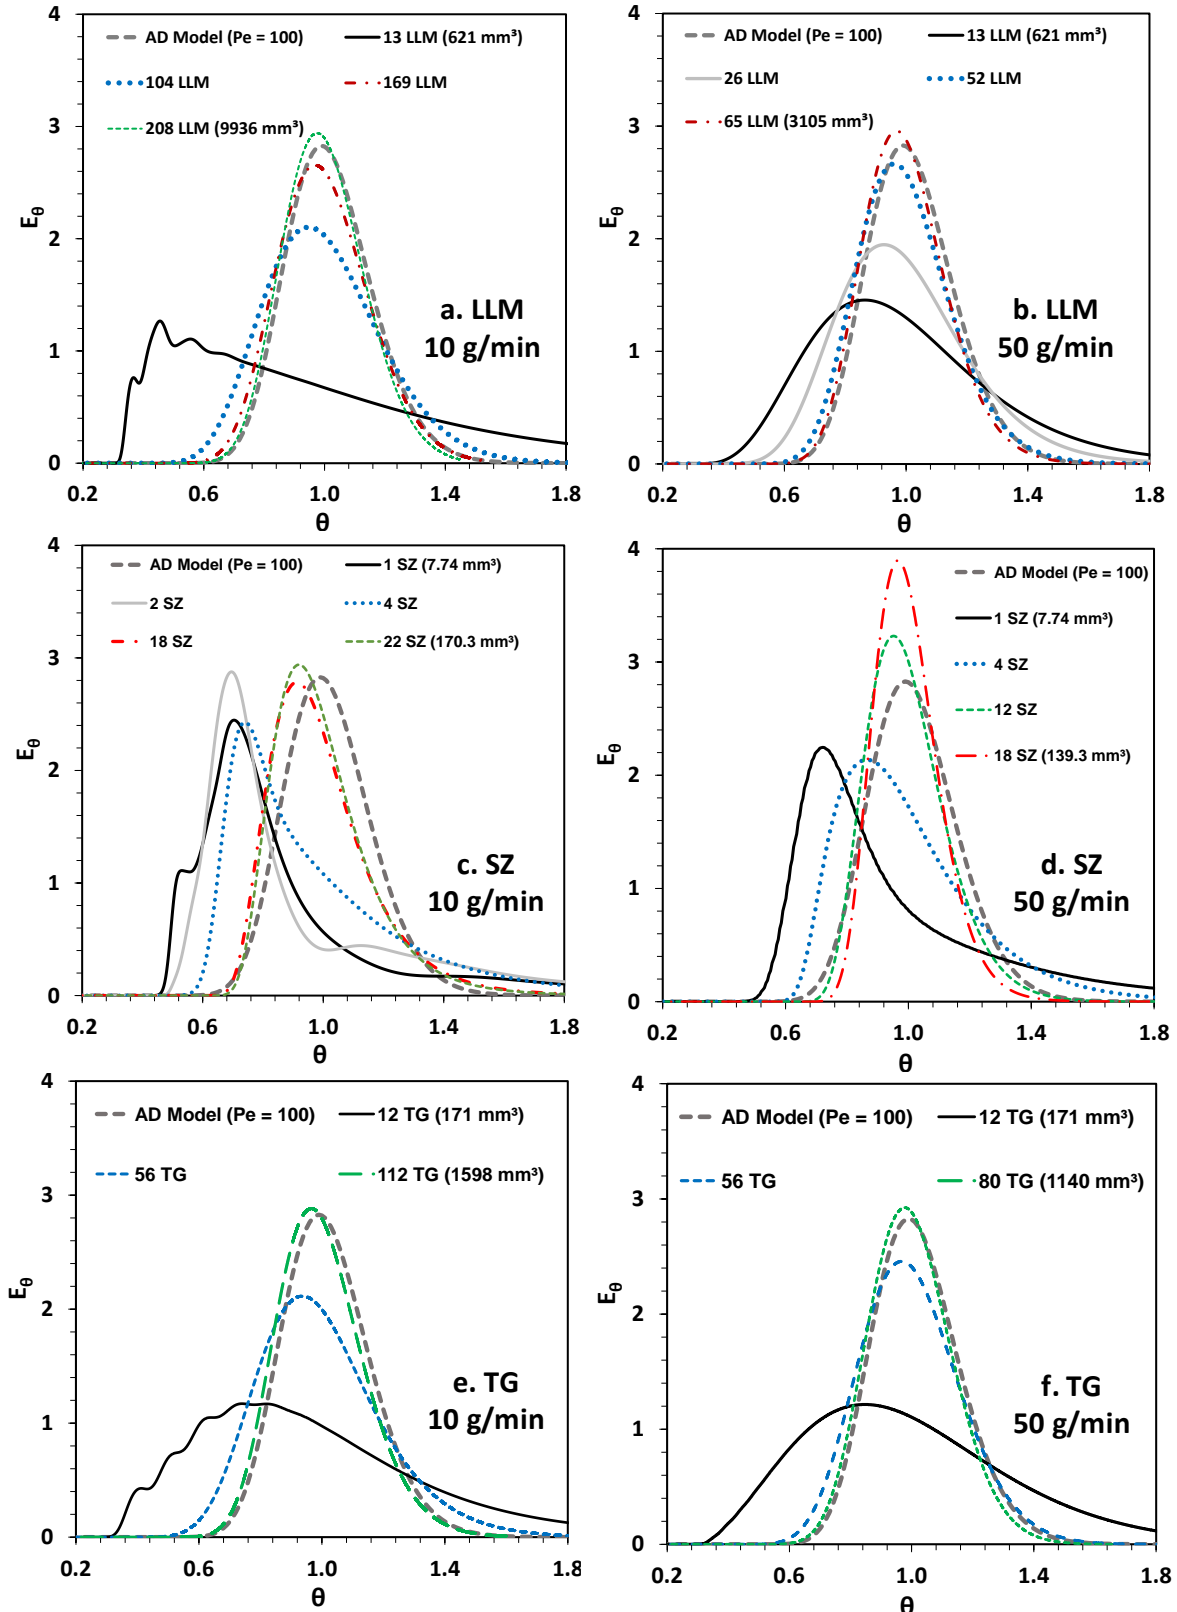 4
3
2
1
0
E_θ
AD Model (Pe = 100)
13 LLM (621 mm³)
104 LLM
169 LLM
208 LLM (9936 mm³)
a. LLM
10 g/min
0.2 0.6 1.0 1.4 1.8
θ
4
3
2
1
0
E_θ
AD Model (Pe = 100)
13 LLM (621 mm³)
26 LLM
52 LLM
65 LLM (3105 mm³)
b. LLM
50 g/min
0.2 0.6 1.0 1.4 1.8
θ
4
3
2
1
0
E_θ
AD Model (Pe = 100)
1 SZ (7.74 mm³)
2 SZ
4 SZ
18 SZ
22 SZ (170.3 mm³)
c. SZ
10 g/min
0.2 0.6 1.0 1.4 1.8
θ
4
3
2
1
0
E_θ
AD Model (Pe = 100)
1 SZ (7.74 mm³)
4 SZ
12 SZ
18 SZ (139.3 mm³)
d. SZ
50 g/min
0.2 0.6 1.0 1.4 1.8
θ
4
3
2
1
0
E_θ
AD Model (Pe = 100)
12 TG (171 mm³)
56 TG
112 TG (1598 mm³)
e. TG
10 g/min
0.2 0.6 1.0 1.4 1.8
θ
4
3
2
1
0
E_θ
AD Model (Pe = 100)
12 TG (171 mm³)
56 TG
80 TG (1140 mm³)
f. TG
50 g/min
0.2 0.6 1.0 1.4 1.8
θ